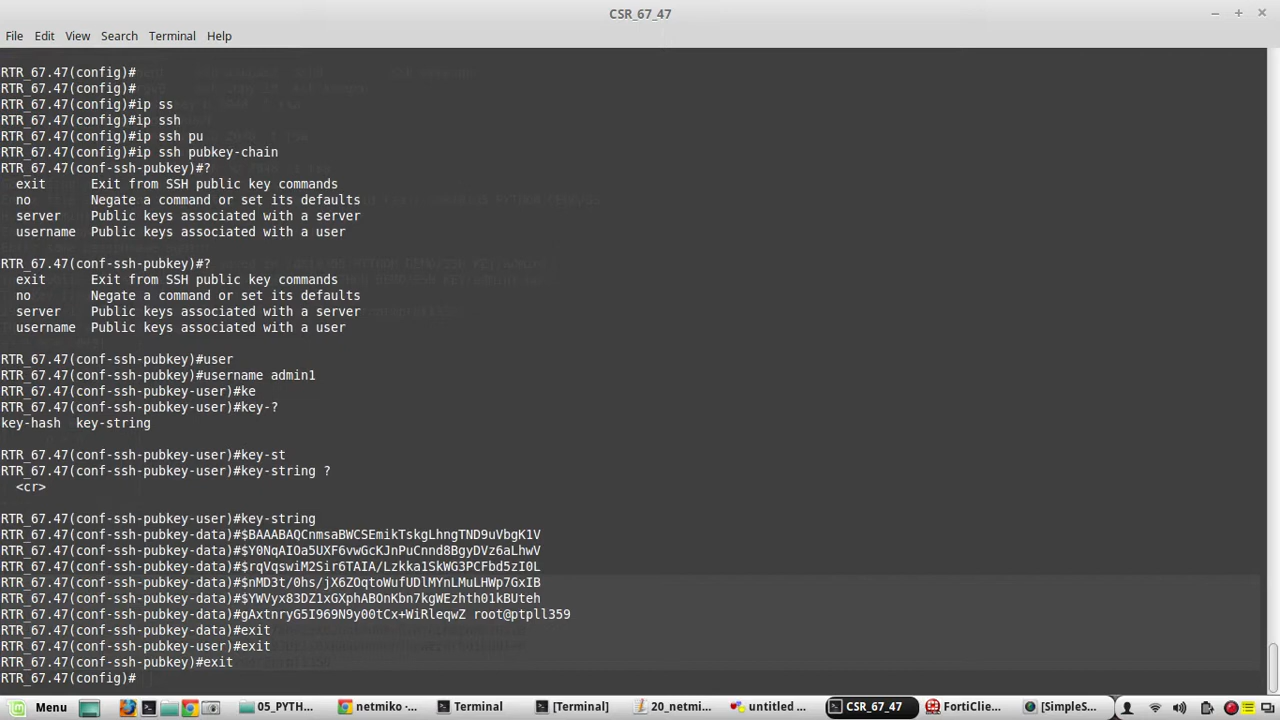 CSR_67_47
File Edit View Search Terminal Help
RTR_67.47(config)#
RTR_67.47(config)#
RTR_67.47(config)#ip ss
RTR_67.47(config)#ip ssh
RTR_67.47(config)#ip ssh pu
RTR_67.47(config)#ip ssh pubkey-chain
RTR_67.47(conf-ssh-pubkey)#?
exit Exit from SSH public key commands
no Negate a command or set its defaults
server Public keys associated with a server
username Public keys associated with a user
RTR_67.47(conf-ssh-pubkey)#?
exit Exit from SSH public key commands
no Negate a command or set its defaults
server Public keys associated with a server
username Public keys associated with a user
RTR_67.47(conf-ssh-pubkey)#user
RTR_67.47(conf-ssh-pubkey)#username admin1
RTR_67.47(conf-ssh-pubkey-user)#ke
RTR_67.47(conf-ssh-pubkey-user)#key-?
key-hash key-string
RTR_67.47(conf-ssh-pubkey-user)#key-st
RTR_67.47(conf-ssh-pubkey-user)#key-string ?
<cr>
RTR_67.47(conf-ssh-pubkey-user)#key-string
RTR_67.47(conf-ssh-pubkey-data)#$BAAABAQCnmsaBWCSEmikTskgLhngTND9uVbgK1V
RTR_67.47(conf-ssh-pubkey-data)#$Y0NqAIOa5UXF6vwGcKJnPuCnnd8BgyDVz6aLhwV
RTR_67.47(conf-ssh-pubkey-data)#$rqVqswiM2Sir6TAIA/Lzkka1SkWG3PCFbd5zI0L
RTR_67.47(conf-ssh-pubkey-data)#$nMD3t/0hs/jX6ZOqtoWufUDlMYnLMuLHWp7GxIB
RTR_67.47(conf-ssh-pubkey-data)#$YWVyx83DZ1xGXphABOnKbn7kgWEzhth01kBUteh
RTR_67.47(conf-ssh-pubkey-data)#gAxtnryG5I969N9y00tCx+WiRleqwZ root@ptpll359
RTR_67.47(conf-ssh-pubkey-data)#exit
RTR_67.47(conf-ssh-pubkey-user)#exit
RTR_67.47(conf-ssh-pubkey)#exit
RTR_67.47(config)#
Menu 05_PYTH... netmiko -... Terminal [Terminal] 20_netmi... untitled ... CSR_67_47 FortiClie... [SimpleS...